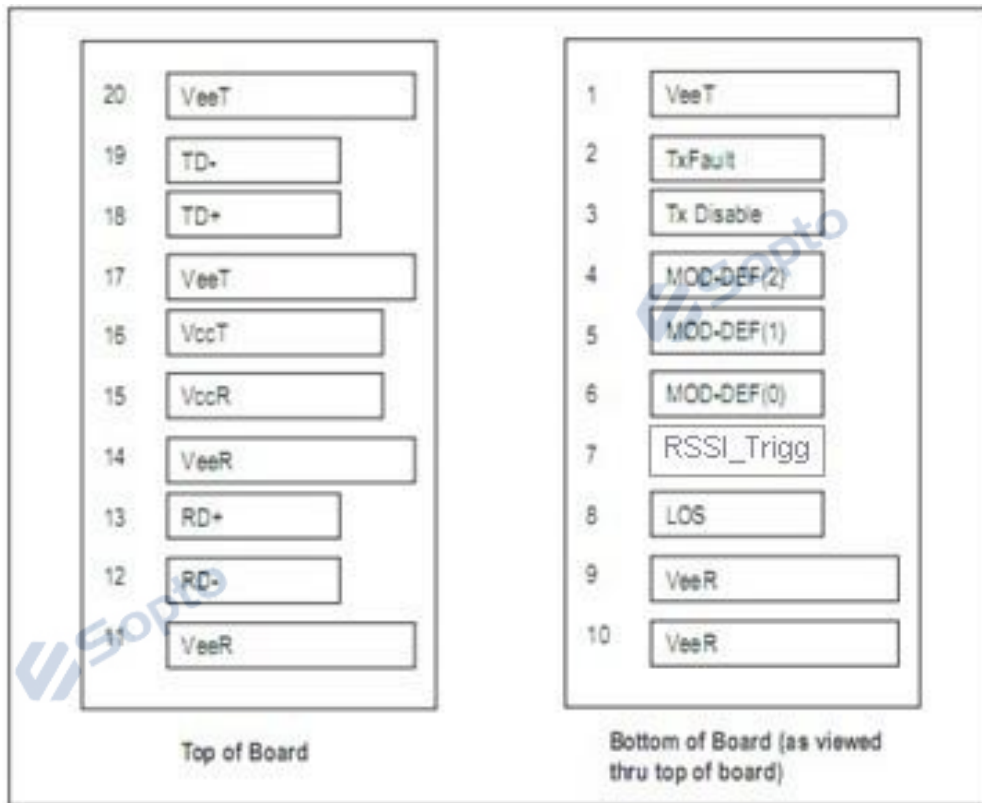 20 VeeT
19 TD-
18 TD+
17 VeeT
16 VccT
15 VccR
14 VeeR
13 RD+
12 RD-
11 VeeR
Top of Board
1 VeeT
2 TxFault
3 Tx Disable
4 MOD-DEF(2)
5 MOD-DEF(1)
6 MOD-DEF(0)
7 RSSI_Trigg
8 LOS
9 VeeR
10 VeeR
Bottom of Board (as viewed
thru top of board)
Sopto
Sopto